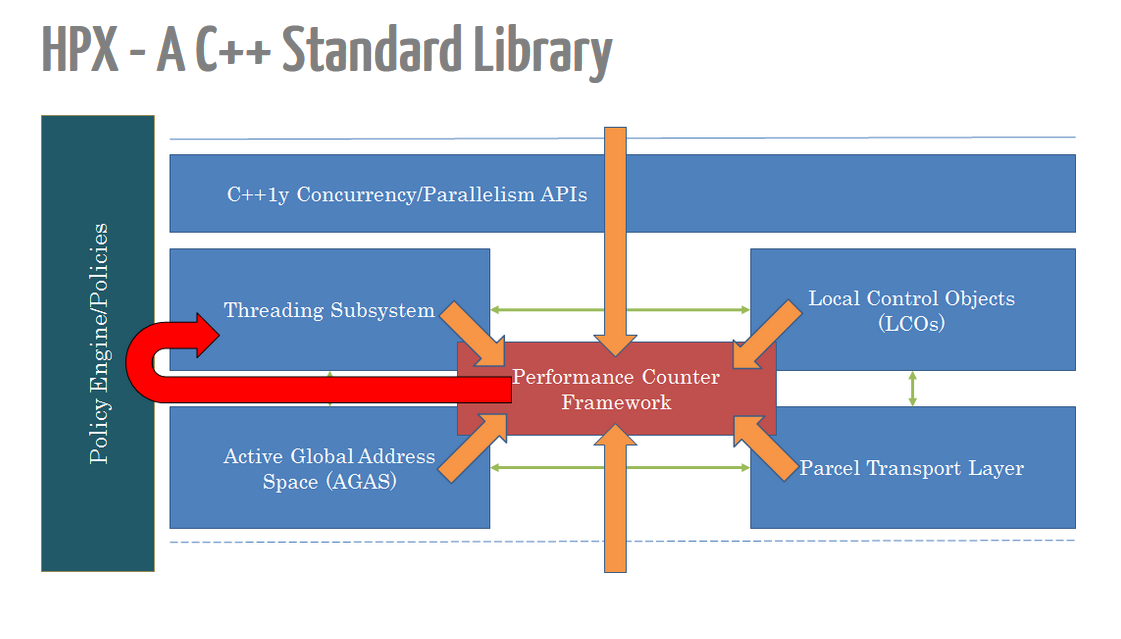 HPX - A C++ Standard Library
C++1y Concurrency/Parallelism APIs
Policy Engine/Policies
Threading Subsystem
Local Control Objects
(LCOs)
Performance Counter
Framework
Active Global Address
Space (AGAS)
Parcel Transport Layer